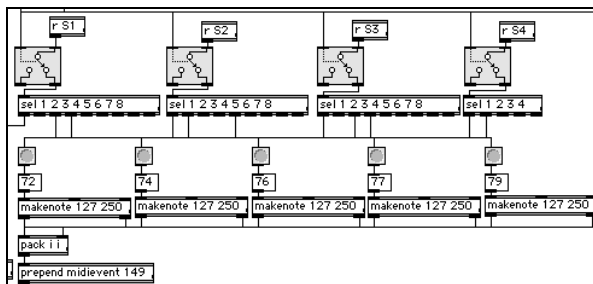 r S1 r S2 r S3 r S4
sel 1 2 3 4 5 6 7 8 sel 1 2 3 4 5 6 7 8 sel 1 2 3 4 5 6 7 8 sel 1 2 3 4
72 74 76 77 79
makenote 127 250 makenote 127 250 makenote 127 250 makenote 127 250 makenote 127 250
pack i i
prepend midievent 149